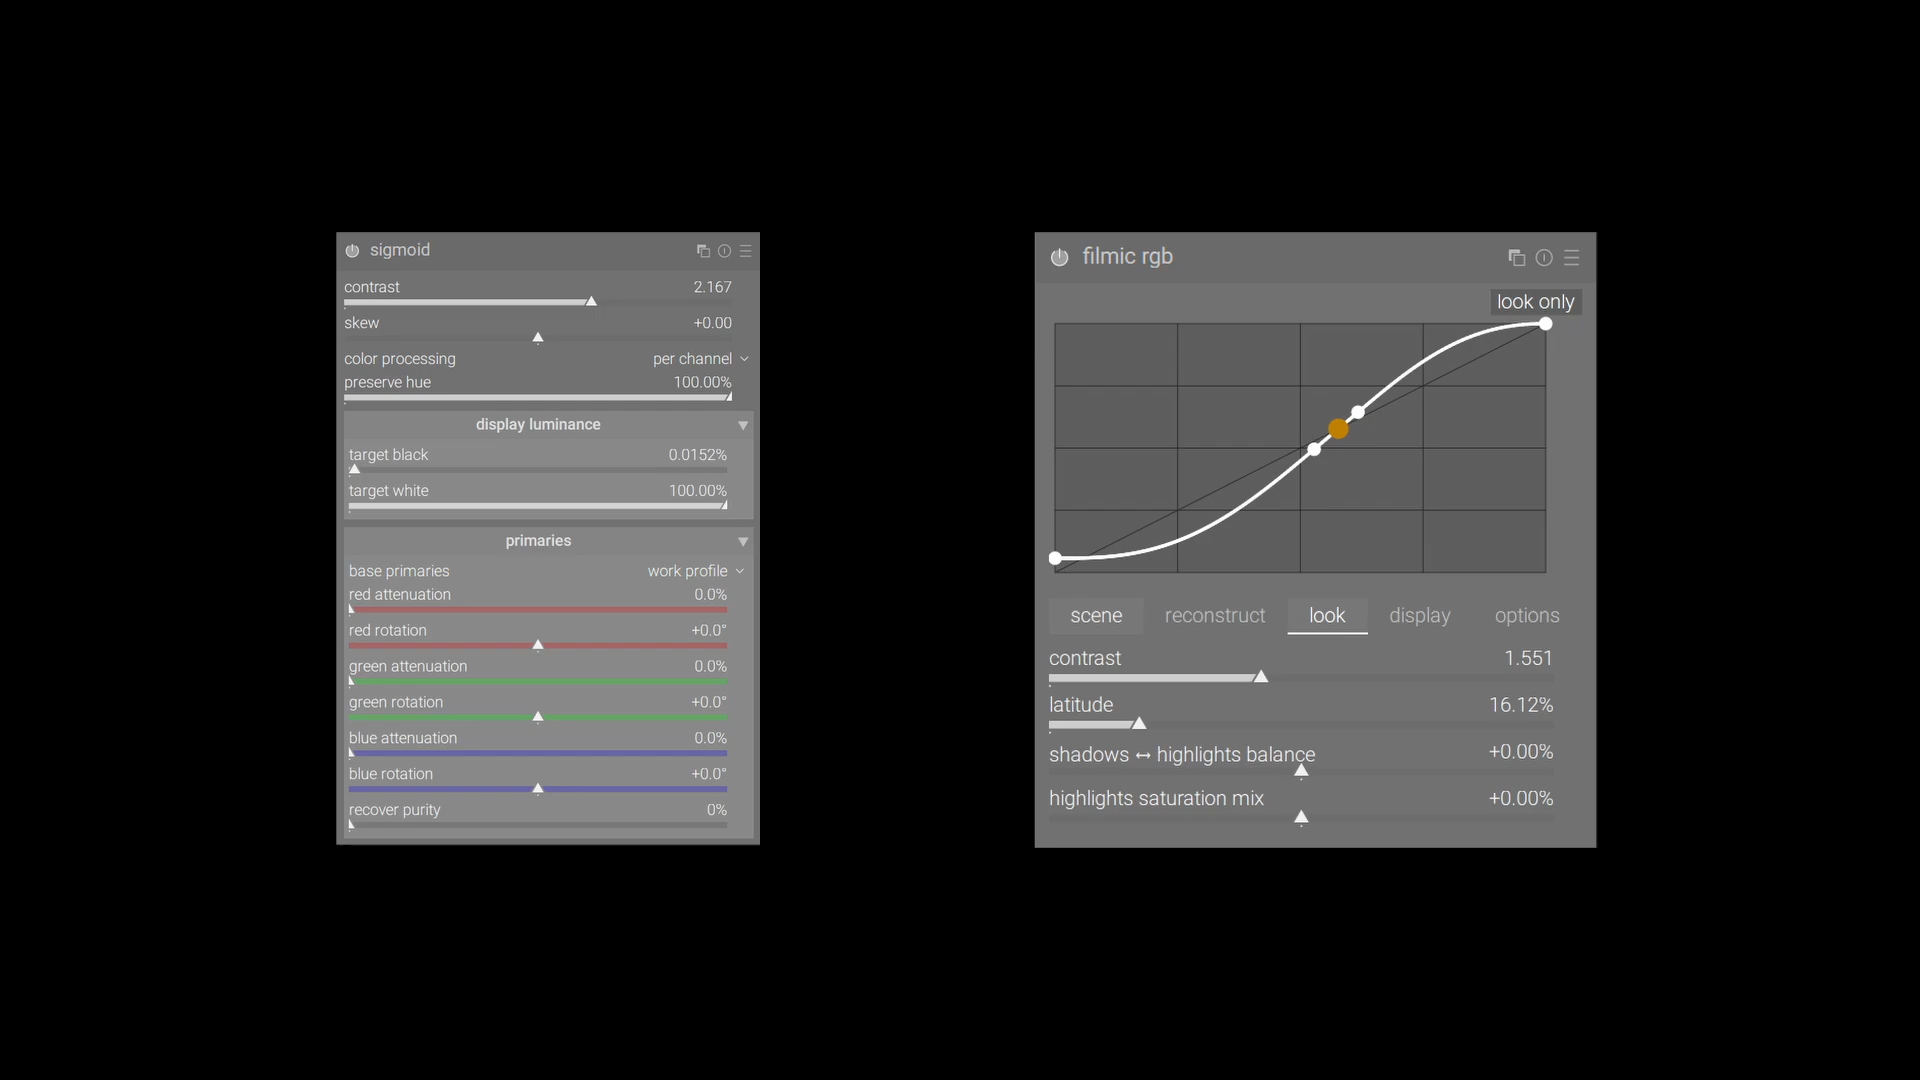 sigmoid
contrast 2.167
skew +0.00
color processing per channel
preserve hue 100.00%
display luminance
target black 0.0152%
target white 100.00%
primaries
base primaries work profile
red attenuation 0.0%
red rotation +0.0°
green attenuation 0.0%
green rotation +0.0°
blue attenuation 0.0%
blue rotation +0.0°
recover purity 0%
filmic rgb
look only
scene reconstruct look display options
contrast 1.551
latitude 16.12%
shadows ↔ highlights balance +0.00%
highlights saturation mix +0.00%